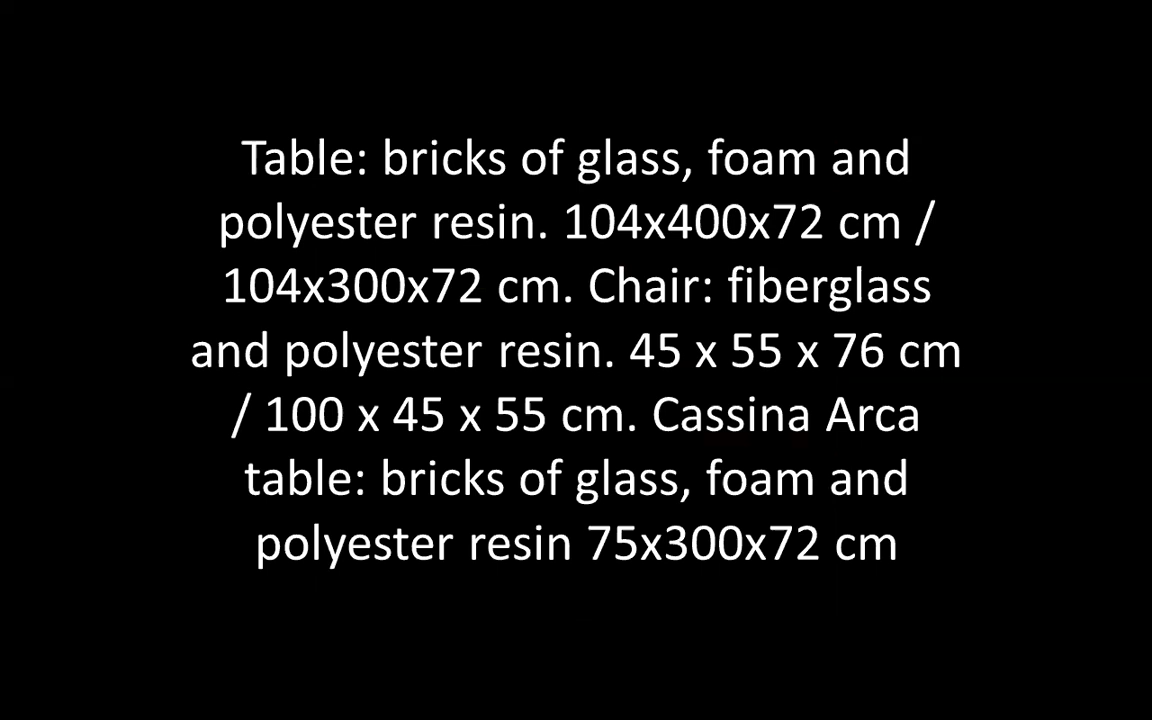 Table: bricks of glass, foam and
polyester resin. 104x400x72 cm /
104x300x72 cm. Chair: fiberglass
and polyester resin. 45 x 55 x 76 cm
/ 100 x 45 x 55 cm. Cassina Arca
table: bricks of glass, foam and
polyester resin 75x300x72 cm